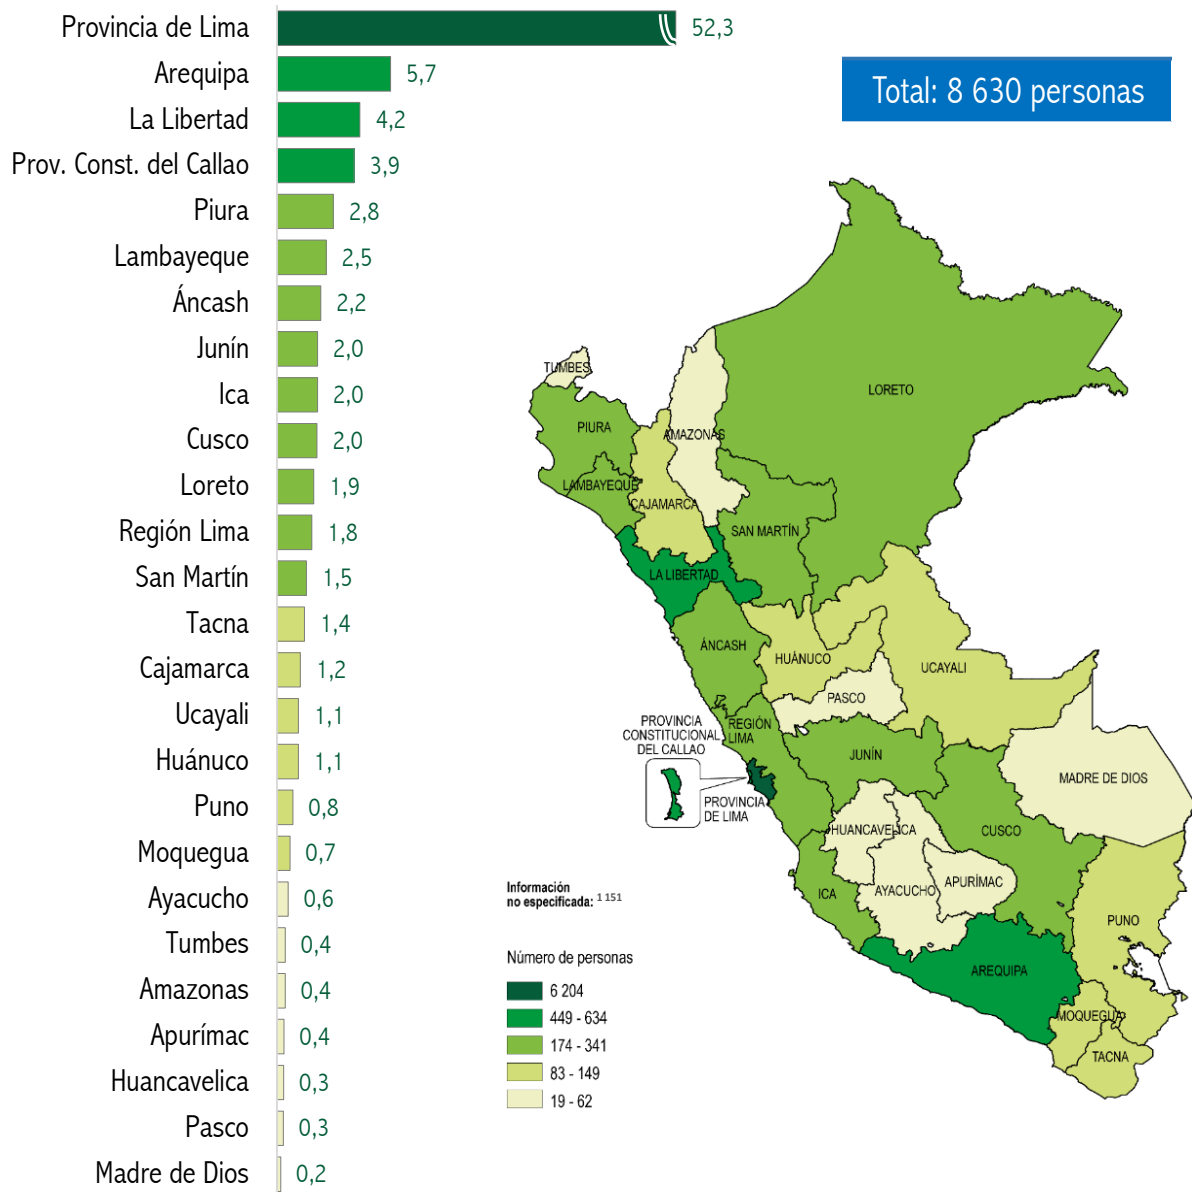 Provincia de Lima 52,3
Arequipa 5,7
La Libertad 4,2
Prov. Const. del Callao 3,9
Piura 2,8
Lambayeque 2,5
Áncash 2,2
Junín 2,0
Ica 2,0
Cusco 2,0
Loreto 1,9
Región Lima 1,8
San Martín 1,5
Tacna 1,4
Cajamarca 1,2
Ucayali 1,1
Huánuco 1,1
Puno 0,8
Moquegua 0,7
Ayacucho 0,6
Tumbes 0,4
Amazonas 0,4
Apurímac 0,4
Huancavelica 0,3
Pasco 0,3
Madre de Dios 0,2
Total: 8 630 personas
TUMBES
LORETO
PIURA
AMAZONAS
LAMBAYEQUE
CAJAMARCA
SAN MARTÍN
LA LIBERTAD
ÁNCASH
HUÁNUCO
UCAYALI
PASCO
PROVINCIA
CONSTITUCIONAL
DEL CALLAO
REGIÓN
LIMA
JUNÍN
MADRE DE DIOS
PROVINCIA
DE LIMA
HUANCAVELICA
CUSCO
AYACUCHO
APURÍMAC
ICA
PUNO
AREQUIPA
MOQUEGUA
TACNA
Información
no especificada: 1 151
Número de personas
6 204
449 - 634
174 - 341
83 - 149
19 - 62